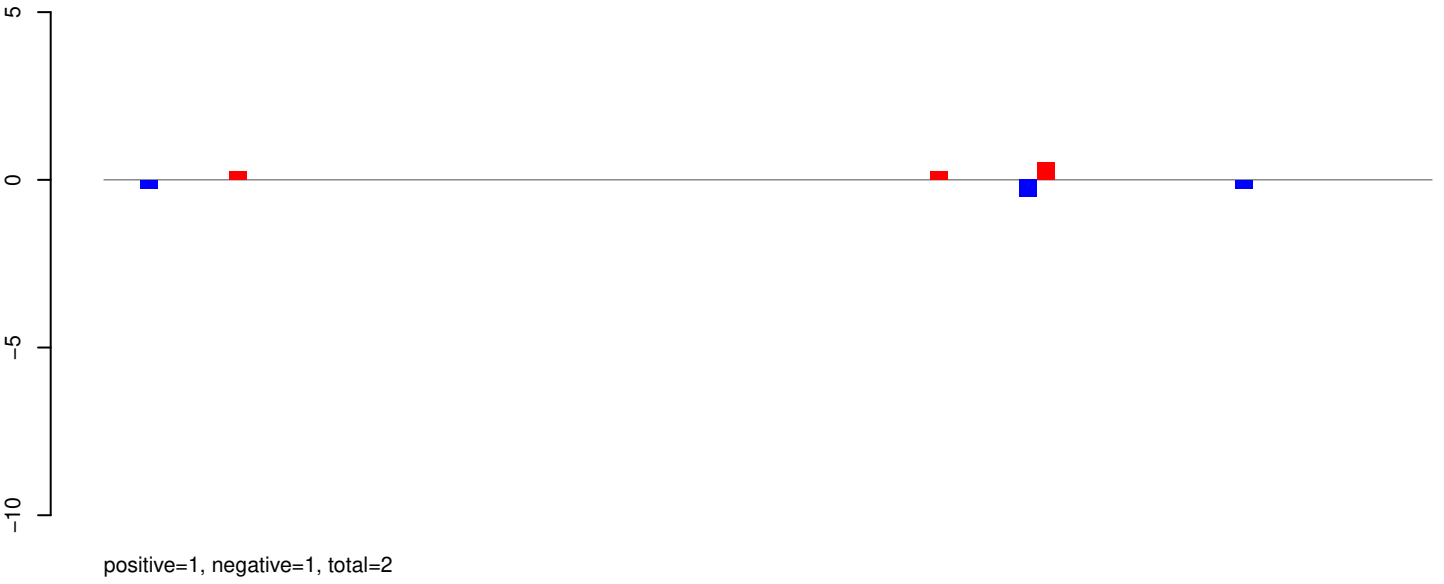 5
0
−5
−10
positive=1, negative=1, total=2